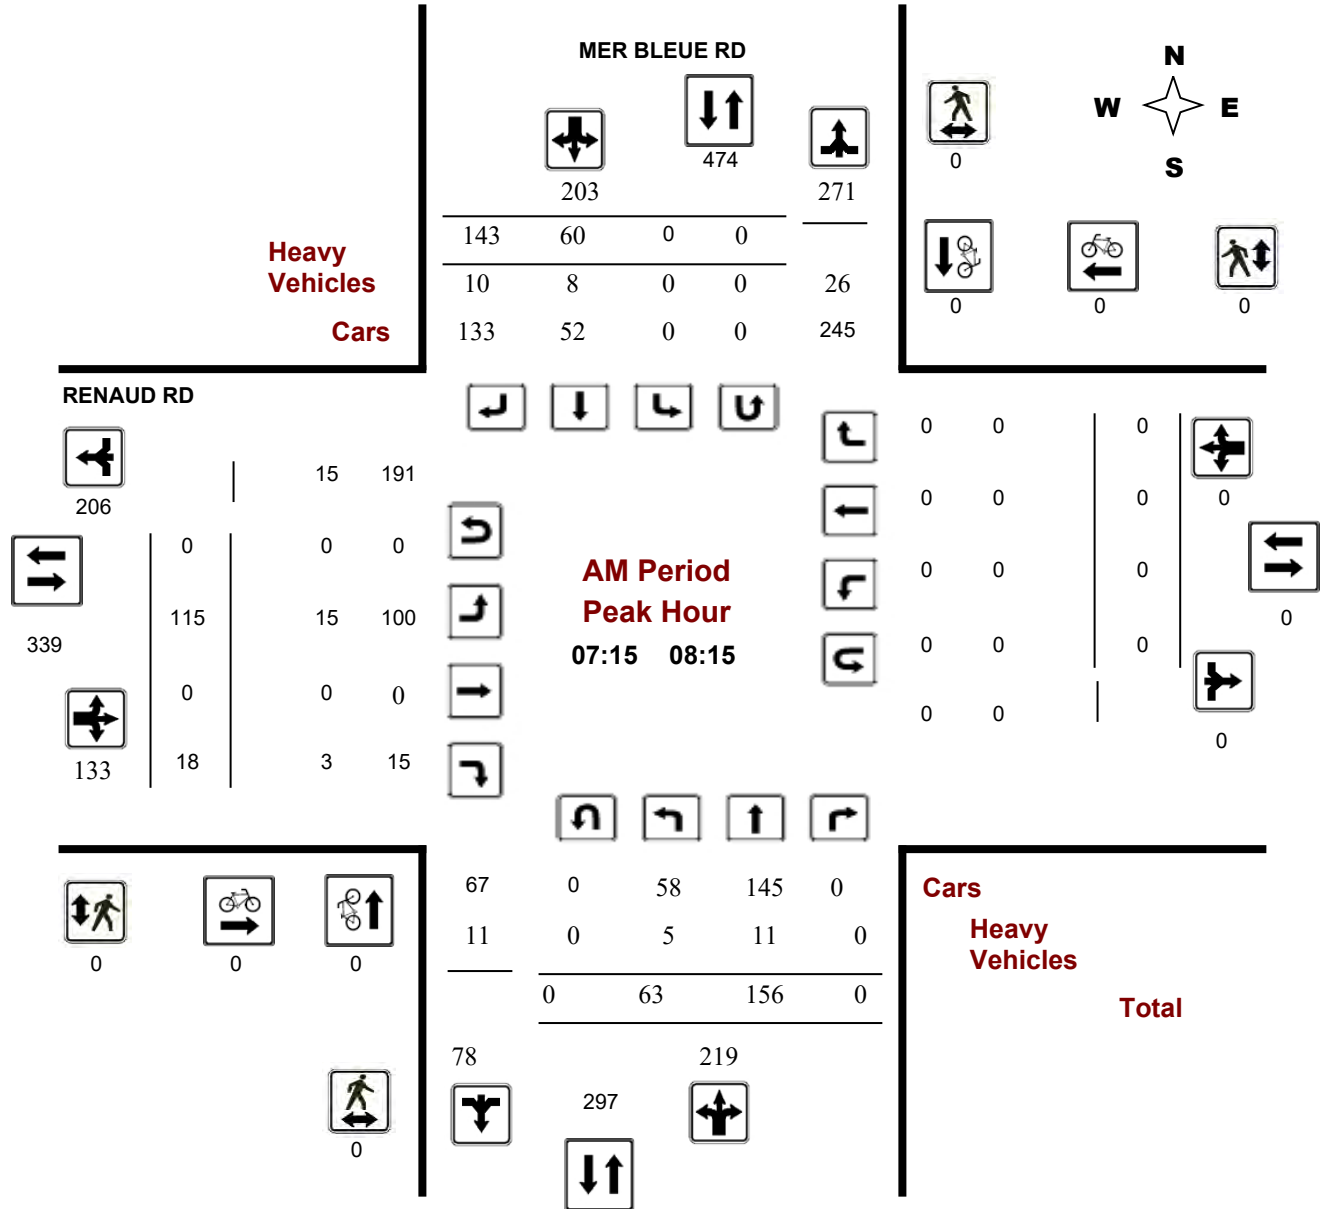 MER BLEUE RD
N
W E
S
474
0
203 271
143 60 0 0
Heavy
Vehicles
10 8 0 0 26
0 0 0
Cars
133 52 0 0 245
RENAUD RD
0 0 0
15 191
206
0 0 0 0
0 0 0
AM Period
0 0 0
Peak Hour
115 15 100
0
339
07:15 08:15
0 0 0
0 0 0
0 0
0
133
18 3 15
67 0 58 145 0
Cars
11 0 5 11 0
Heavy
Vehicles
0 0 0
0 63 156 0
Total
78 219
297
0